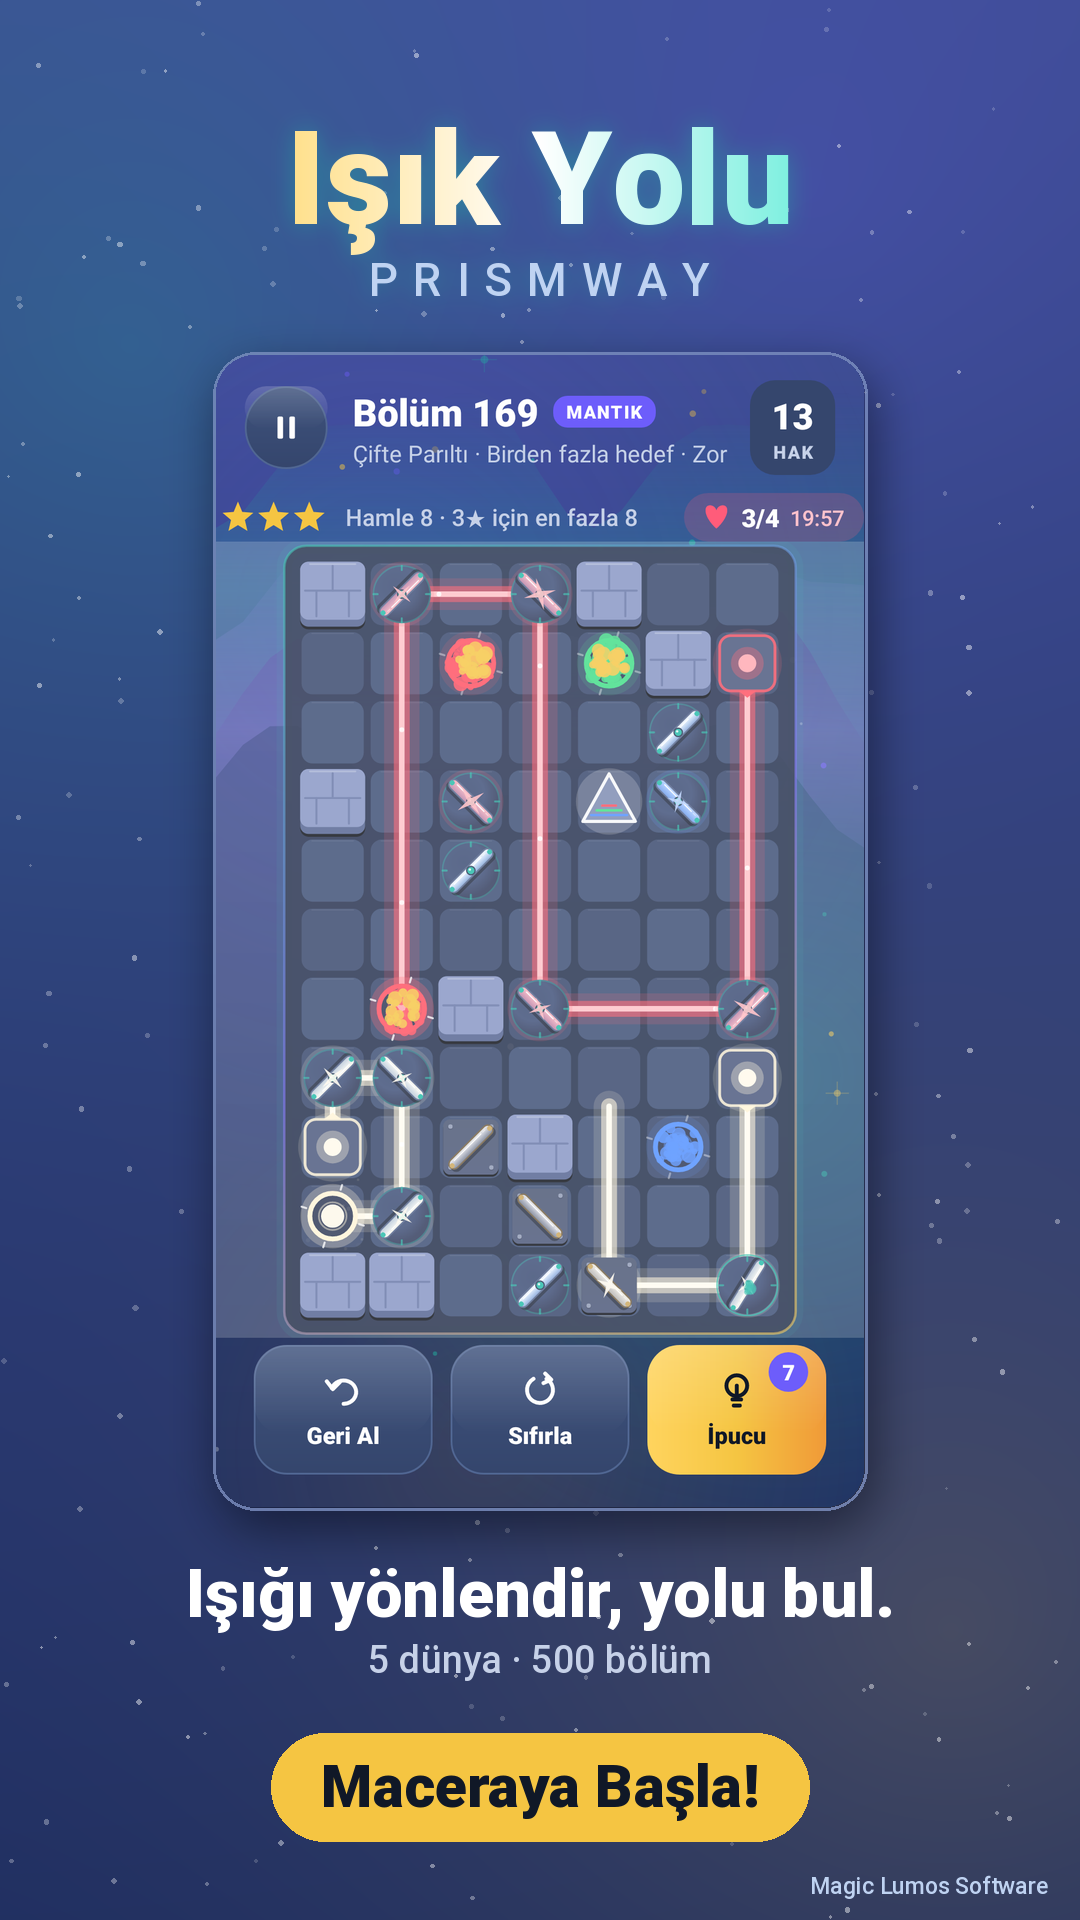 Işık Yolu
PRISMWAY
Bölüm 169 MANTIK
13
HAK
Çifte Parıltı · Birden fazla hedef · Zor
Hamle 8 · 3★ için en fazla 8
3/4 19:57
Geri Al
Sıfırla
7
İpucu
Işığı yönlendir, yolu bul.
5 dünya · 500 bölüm
Maceraya Başla!
Magic Lumos Software